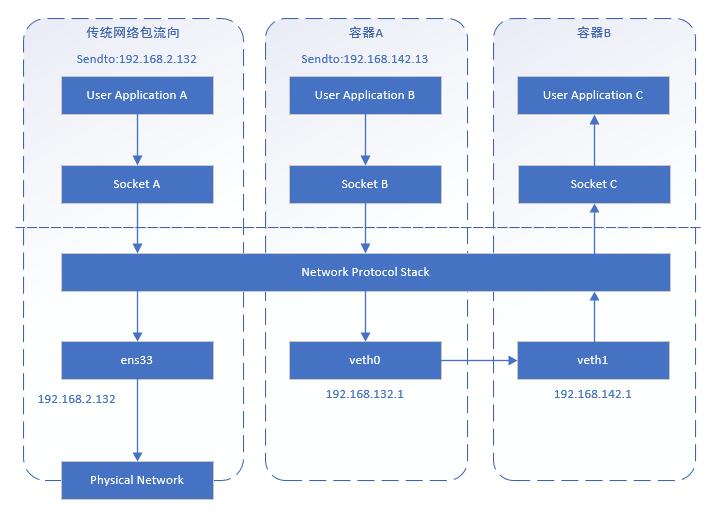 传统网络包流向
容器A
容器B
Sendto:192.168.2.132
Sendto:192.168.142.13
User Application A
User Application B
User Application C
Socket A
Socket B
Socket C
Network Protocol Stack
ens33
veth0
veth1
192.168.2.132
192.168.132.1
192.168.142.1
Physical Network